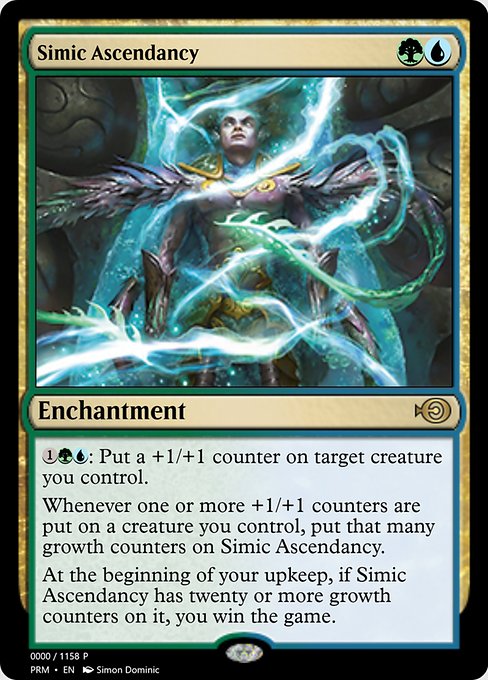 Simic Ascendancy
Enchantment
1: Put a +1/+1 counter on target creature
you control.
Whenever one or more +1/+1 counters are
put on a creature you control, put that many
growth counters on Simic Ascendancy.
At the beginning of your upkeep, if Simic
Ascendancy has twenty or more growth
counters on it, you win the game.
0000 / 1158 P
PRM • EN Simon Dominic